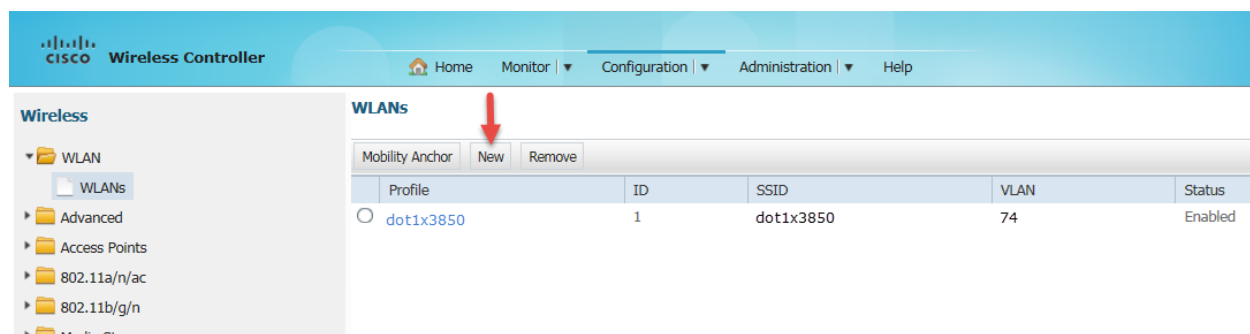 CISCO Wireless Controller
Home Monitor Configuration Administration Help
Wireless
WLAN
WLANs
Advanced
Access Points
802.11a/n/ac
802.11b/g/n
WLANs
Mobility Anchor New Remove
Profile ID SSID VLAN Status
dot1x3850 1 dot1x3850 74 Enabled